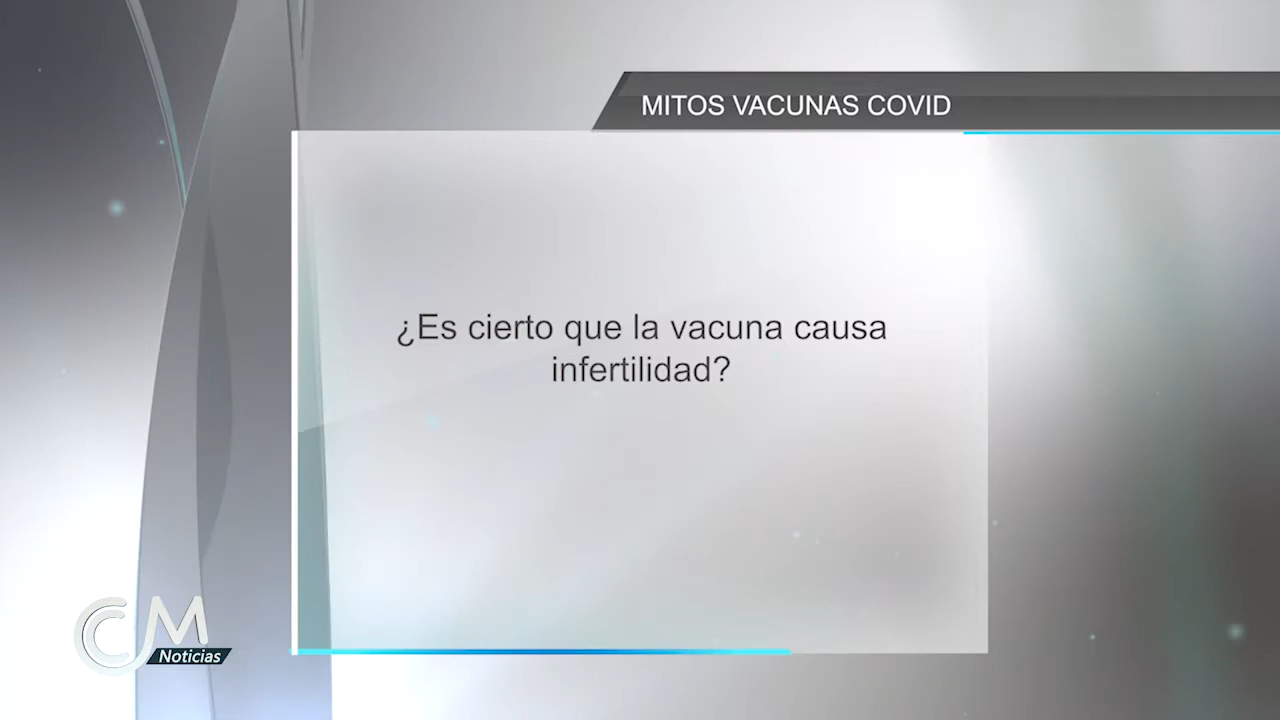 MITOS VACUNAS COVID
¿Es cierto que la vacuna causa
infertilidad?
CM
Noticias